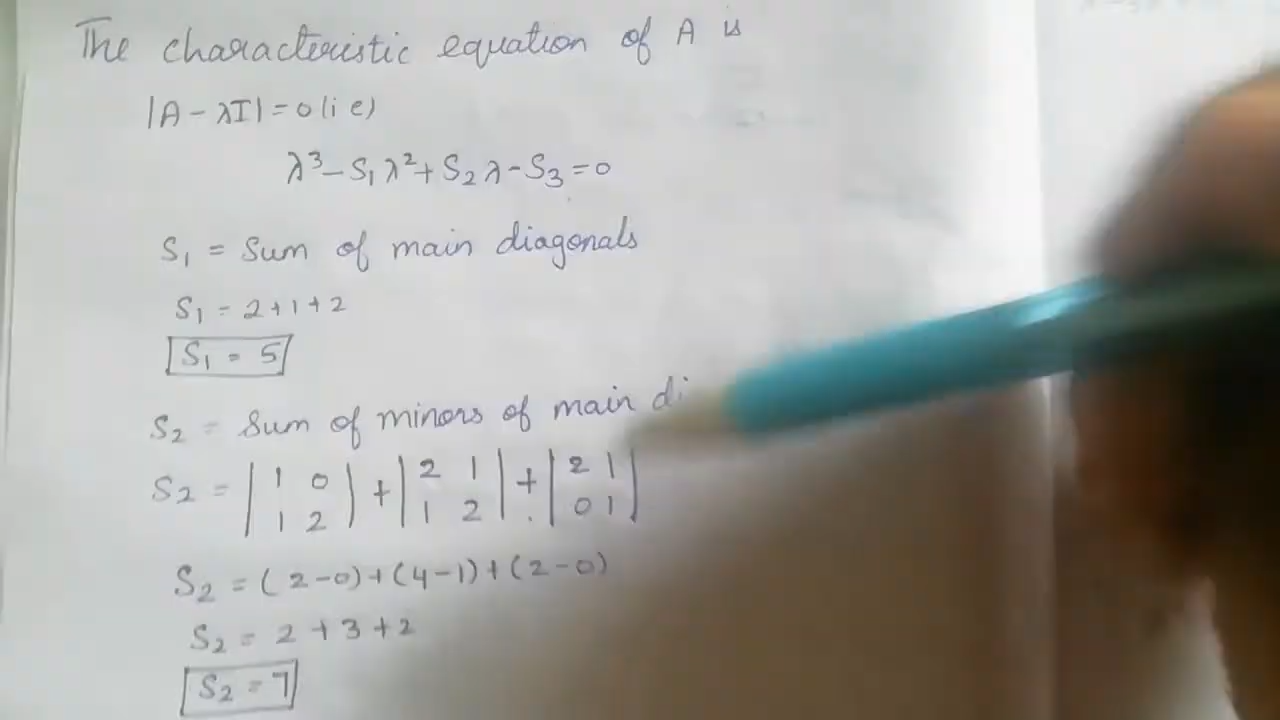 The characteristic equation of A is
|A - λI| = 0 (i e)
λ³ - S₁λ² + S₂λ - S₃ = 0
S₁ = Sum of main diagonals
S₁ = 2+1+2
S₁ = 5
S₂ = Sum of minors of main di
S₂ = |1 0 / 1 2| + |2 1 / 1 2| + |2 1 / 0 1|
S₂ = (2-0)+(4-1)+(2-0)
S₂ = 2+3+2
S₂ = 7